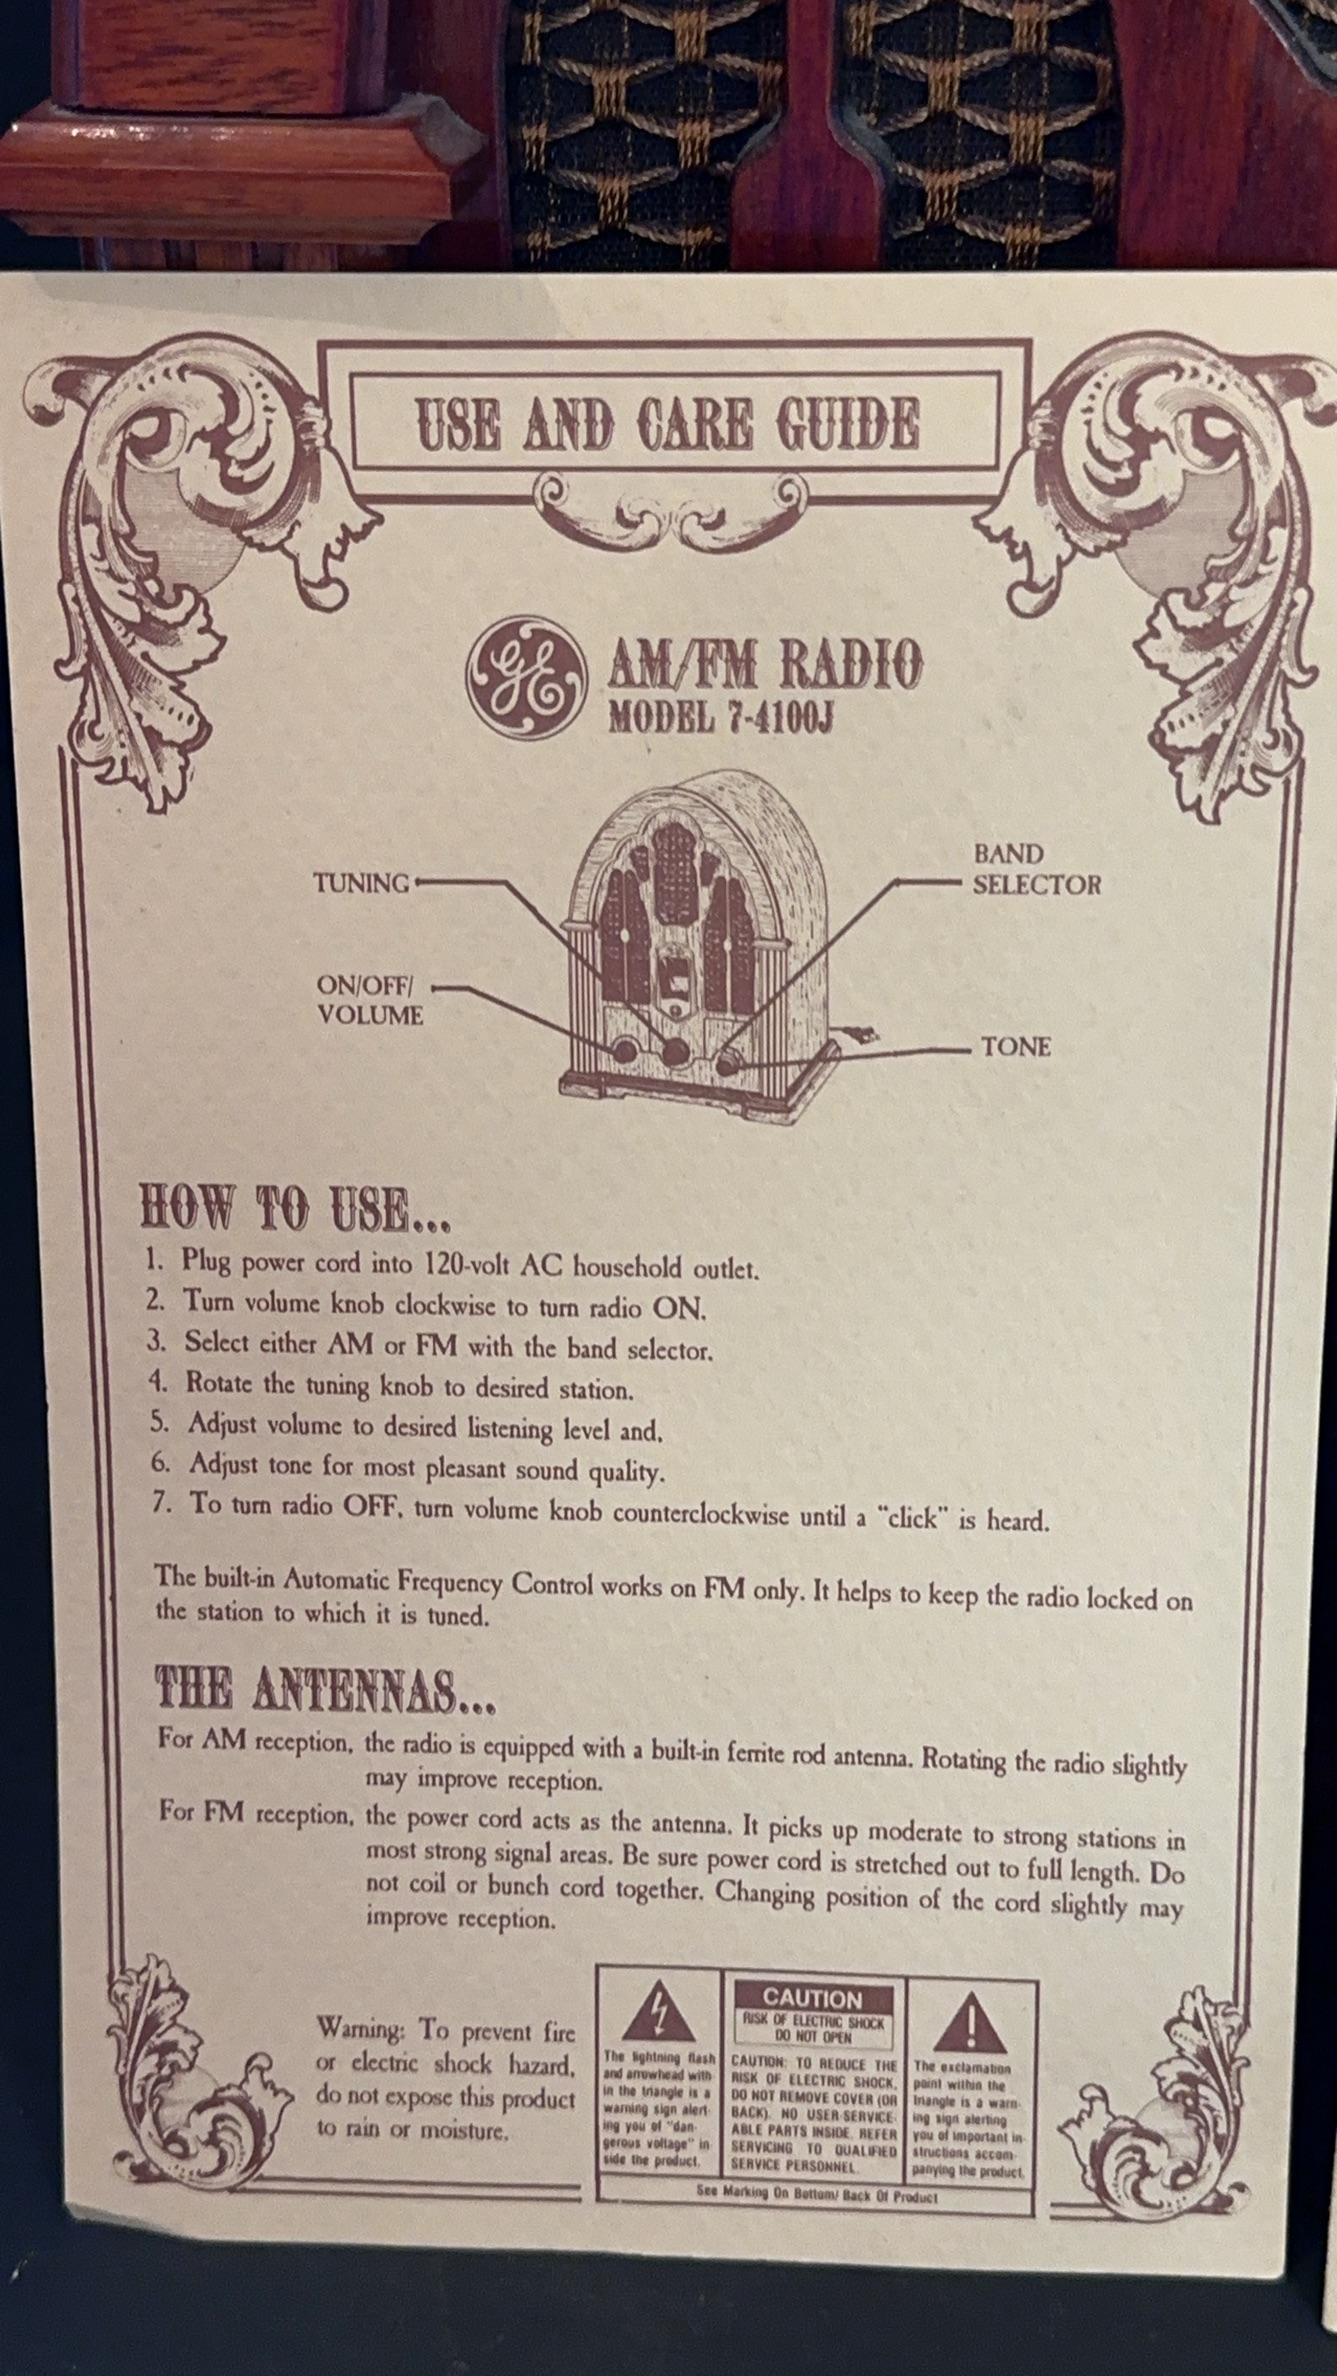 USE AND CARE GUIDE
GE AM/FM RADIO
MODEL 7-4100J
TUNING
BAND
SELECTOR
ON/OFF/
VOLUME
TONE
HOW TO USE...
1. Plug power cord into 120-volt AC household outlet.
2. Turn volume knob clockwise to turn radio ON.
3. Select either AM or FM with the band selector.
4. Rotate the tuning knob to desired station.
5. Adjust volume to desired listening level and.
6. Adjust tone for most pleasant sound quality.
7. To turn radio OFF, turn volume knob counterclockwise until a "click" is heard.
The built-in Automatic Frequency Control works on FM only. It helps to keep the radio locked on
the station to which it is tuned.
THE ANTENNAS...
For AM reception, the radio is equipped with a built-in ferrite rod antenna. Rotating the radio slightly
may improve reception.
For FM reception, the power cord acts as the antenna. It picks up moderate to strong stations in
most strong signal areas. Be sure power cord is stretched out to full length. Do
not coil or bunch cord together. Changing position of the cord slightly may
improve reception.
Warning: To prevent fire
or electric shock hazard,
do not expose this product
to rain or moisture.
The lightning flash
and arrowhead with-
in the triangle is a
warning sign alert-
ing you of "dan-
gerous voltage" in-
side the product.
CAUTION
RISK OF ELECTRIC SHOCK
DO NOT OPEN
CAUTION: TO REDUCE THE
RISK OF ELECTRIC SHOCK,
DO NOT REMOVE COVER (OR
BACK). NO USER-SERVICE-
ABLE PARTS INSIDE. REFER
SERVICING TO QUALIFIED
SERVICE PERSONNEL.
The exclamation
point within the
triangle is a warn-
ing sign alerting
you of important in-
structions accom-
panying the product.
See Marking On Bottom/ Back Of Product